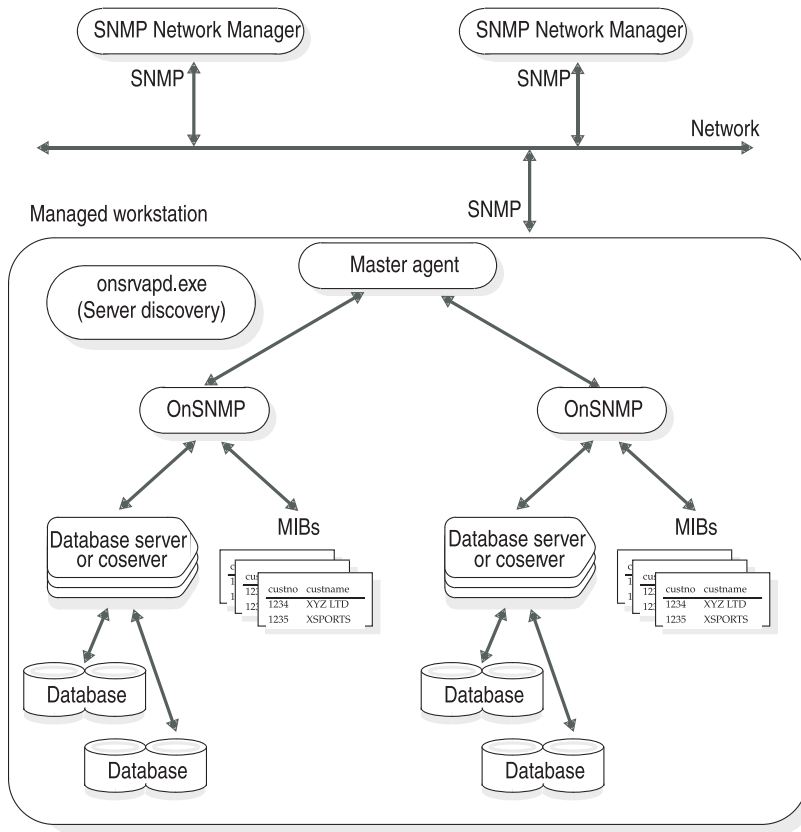 SNMP Network Manager
SNMP Network Manager
SNMP
SNMP
Network
SNMP
Managed workstation
Master agent
onsrvapd.exe
(Server discovery)
OnSNMP
OnSNMP
Database server
or coserver
MIBs
custno custname
1234 XYZ LTD
1235 XSPORTS
Database server
or coserver
MIBs
custno custname
1234 XYZ LTD
1235 XSPORTS
Database
Database
Database
Database